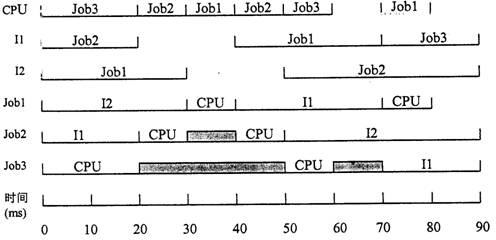 CPU Job3 Job2 Job1 Job2 Job3 Job1
I1 Job2 Job1 Job3
I2 Job1 Job2
Job1 I2 CPU I1 CPU
Job2 I1 CPU CPU I2
Job3 CPU CPU I1
时间
(ms) 0 10 20 30 40 50 60 70 80 90